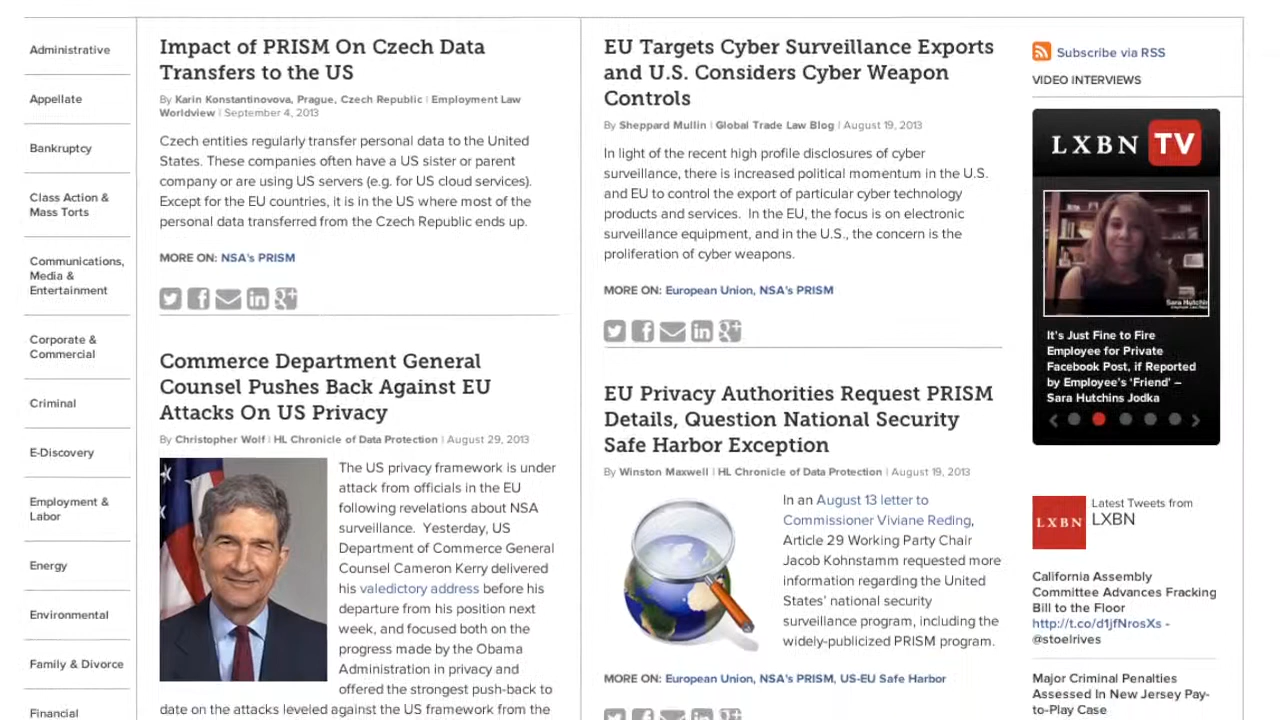 Administrative
Appellate
Bankruptcy
Class Action &
Mass Torts
Communications,
Media &
Entertainment
Corporate &
Commercial
Criminal
E-Discovery
Employment &
Labor
Energy
Environmental
Family & Divorce
Financial
Impact of PRISM On Czech Data
Transfers to the US
By Karin Konstantinovova, Prague, Czech Republic | Employment Law
Worldview | September 4, 2013
Czech entities regularly transfer personal data to the United
States. These companies often have a US sister or parent
company or are using US servers (e.g. for US cloud services).
Except for the EU countries, it is in the US where most of the
personal data transferred from the Czech Republic ends up.
MORE ON: NSA's PRISM
Commerce Department General
Counsel Pushes Back Against EU
Attacks On US Privacy
By Christopher Wolf | HL Chronicle of Data Protection | August 29, 2013
The US privacy framework is under
attack from officials in the EU
following revelations about NSA
surveillance.  Yesterday, US
Department of Commerce General
Counsel Cameron Kerry delivered
his valedictory address before his
departure from his position next
week, and focused both on the
progress made by the Obama
Administration in privacy and
offered the strongest push-back to
date on the attacks leveled against the US framework from the
EU Targets Cyber Surveillance Exports
and U.S. Considers Cyber Weapon
Controls
By Sheppard Mullin | Global Trade Law Blog | August 19, 2013
In light of the recent high profile disclosures of cyber
surveillance, there is increased political momentum in the U.S.
and EU to control the export of particular cyber technology
products and services.  In the EU, the focus is on electronic
surveillance equipment, and in the U.S., the concern is the
proliferation of cyber weapons.
MORE ON: European Union, NSA's PRISM
EU Privacy Authorities Request PRISM
Details, Question National Security
Safe Harbor Exception
By Winston Maxwell | HL Chronicle of Data Protection | August 19, 2013
In an August 13 letter to
Commissioner Viviane Reding,
Article 29 Working Party Chair
Jacob Kohnstamm requested more
information regarding the United
States' national security
surveillance program, including the
widely-publicized PRISM program.
MORE ON: European Union, NSA's PRISM, US-EU Safe Harbor
Subscribe via RSS
VIDEO INTERVIEWS
LXBN TV
Sara Hutchin
It's Just Fine to Fire
Employee for Private
Facebook Post, if Reported
by Employee's 'Friend' –
Sara Hutchins Jodka
LXBN
Latest Tweets from
LXBN
California Assembly
Committee Advances Fracking
Bill to the Floor
http://t.co/d1jfNrosXs -
@stoelrives
Major Criminal Penalties
Assessed In New Jersey Pay-
to-Play Case